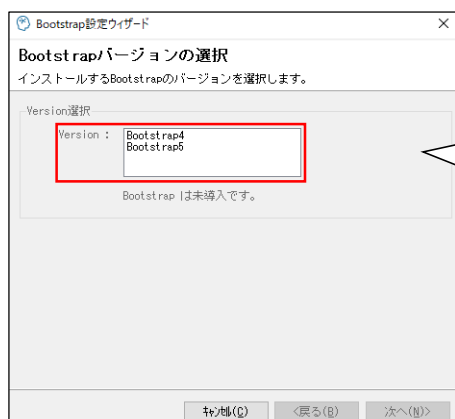 Bootstrap設定ウィザード
Bootstrapバージョンの選択
インストールするBootstrapのバージョンを選択します。
Version選択
Version : Bootstrap4
Bootstrap5
Bootstrap は未導入です。
キャンセル(C) <戻る(B) 次へ(N)>